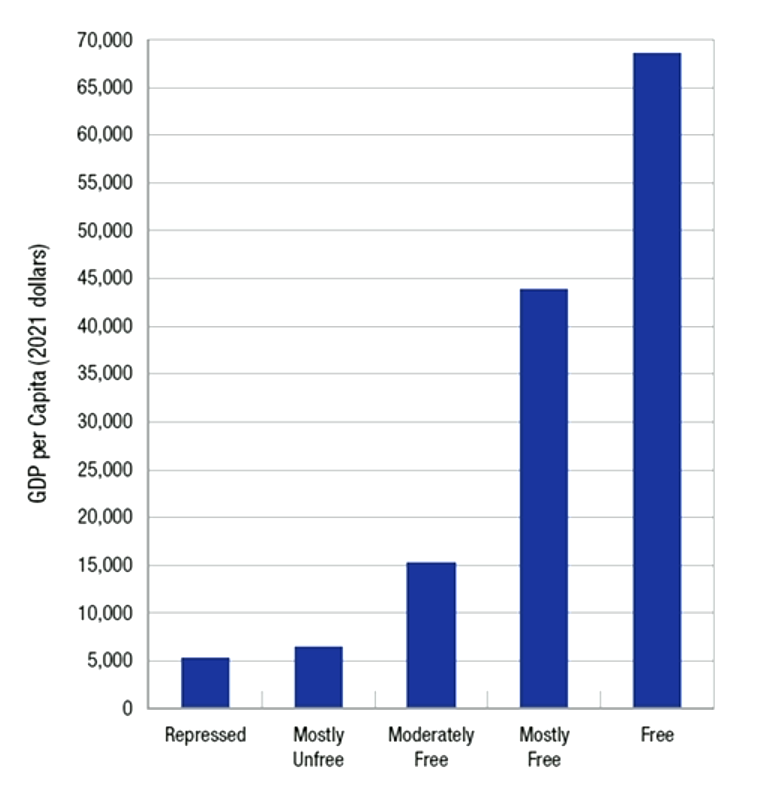 70,000
65,000
60,000
55,000
50,000
45,000
40,000
35,000
30,000
25,000
20,000
15,000
10,000
5,000
0
GDP per Capita (2021 dollars)
Repressed
Mostly
Unfree
Moderately
Free
Mostly
Free
Free